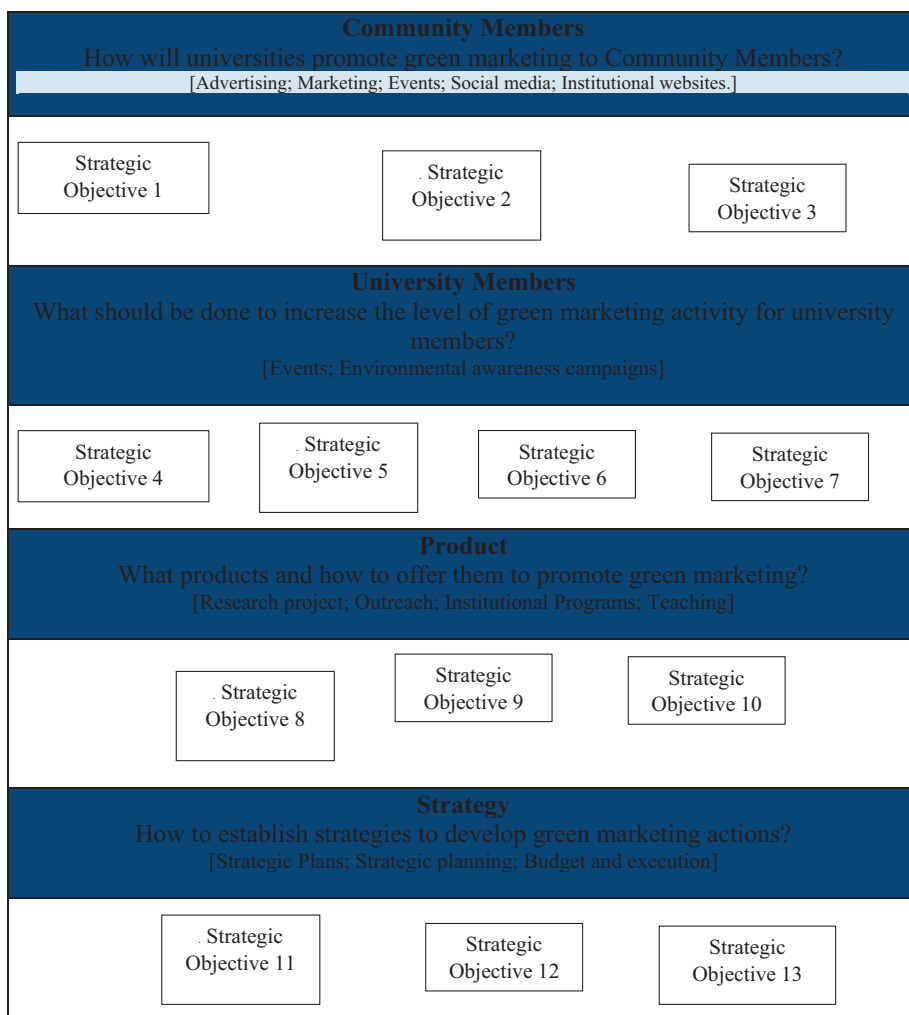 Community Members
How will universities promote green marketing to Community Members?
[Advertising; Marketing; Events; Social media; Institutional websites.]
Strategic
Objective 1
. Strategic
Objective 2
Strategic
Objective 3
University Members
What should be done to increase the level of green marketing activity for university
members?
[Events; Environmental awareness campaigns]
Strategic
Objective 4
. Strategic
Objective 5
Strategic
Objective 6
Strategic
Objective 7
Product
What products and how to offer them to promote green marketing?
[Research project; Outreach; Institutional Programs; Teaching]
. Strategic
Objective 8
Strategic
Objective 9
Strategic
Objective 10
Strategy
How to establish strategies to develop green marketing actions?
[Strategic Plans; Strategic planning; Budget and execution]
. Strategic
Objective 11
Strategic
Objective 12
Strategic
Objective 13